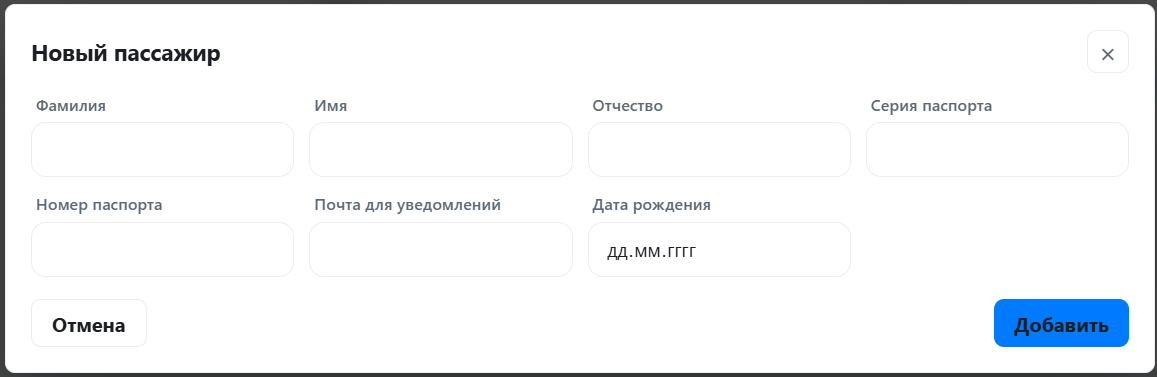 Новый пассажир
×
Фамилия Имя Отчество Серия паспорта
Номер паспорта Почта для уведомлений Дата рождения
дд.мм.гггг
Отмена Добавить